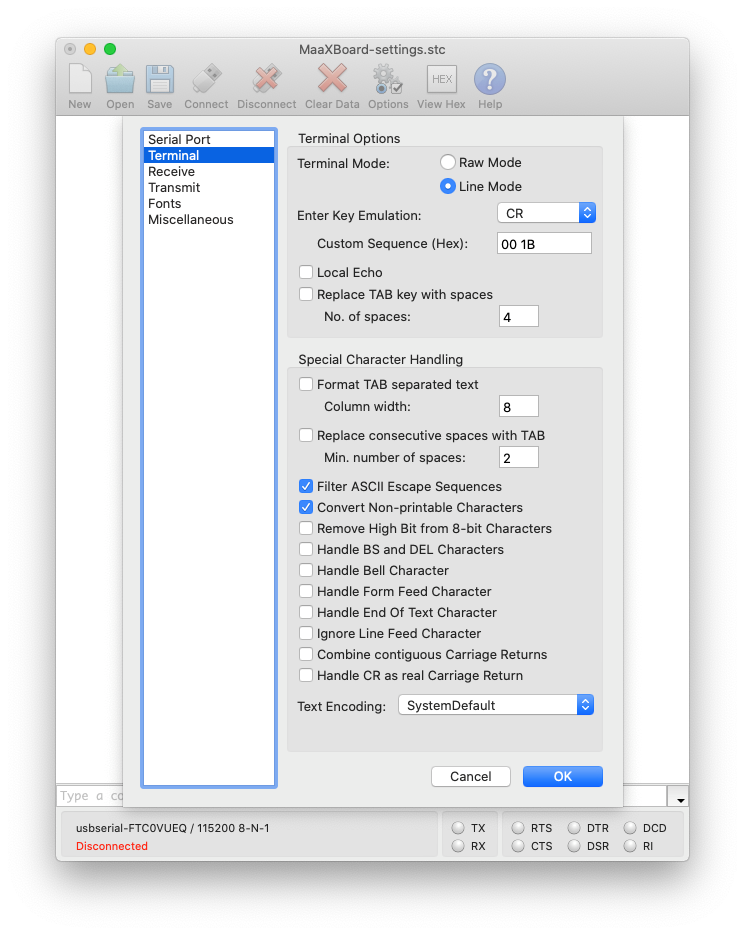 MaaXBoard-settings.stc
HEX
?
New Open Save Connect Disconnect Clear Data Options View Hex Help
Serial Port
Terminal
Receive
Transmit
Fonts
Miscellaneous
Terminal Options
Terminal Mode: Raw Mode
Line Mode
Enter Key Emulation: CR
Custom Sequence (Hex): 00 1B
Local Echo
Replace TAB key with spaces
No. of spaces: 4
Special Character Handling
Format TAB separated text
Column width: 8
Replace consecutive spaces with TAB
Min. number of spaces: 2
Filter ASCII Escape Sequences
Convert Non-printable Characters
Remove High Bit from 8-bit Characters
Handle BS and DEL Characters
Handle Bell Character
Handle Form Feed Character
Handle End Of Text Character
Ignore Line Feed Character
Combine contiguous Carriage Returns
Handle CR as real Carriage Return
Text Encoding: SystemDefault
Cancel OK
Type a co
usbserial-FTC0VUEQ / 115200 8-N-1
Disconnected
TX RTS DTR DCD
RX CTS DSR RI